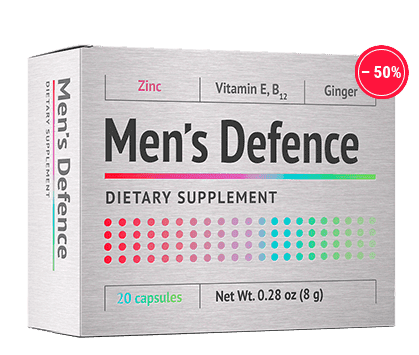 – 50%
Zinc
Vitamin E, B₁₂
Ginger
Men's Defence
DIETARY SUPPLEMENT
20 capsules
Net Wt. 0.28 oz (8 g)
Men's Defence
DIETARY SUPPLEMENT